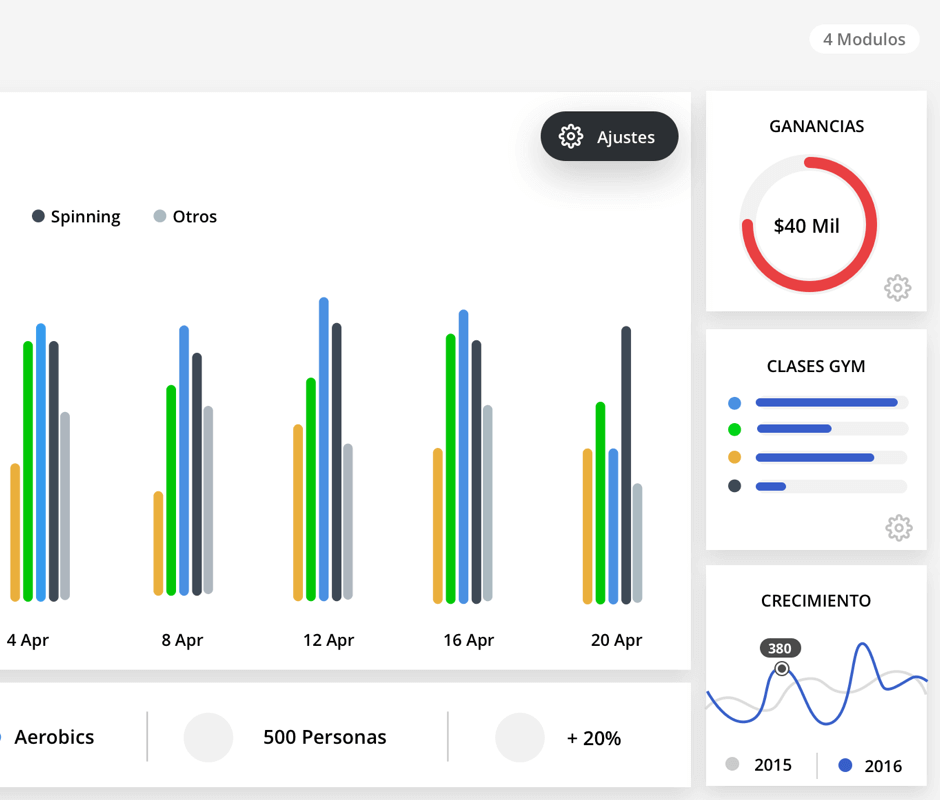 4 Modulos
Ajustes
Spinning
Otros
4 Apr
8 Apr
12 Apr
16 Apr
20 Apr
Aerobics
500 Personas
+ 20%
GANANCIAS
$40 Mil
CLASES GYM
CRECIMIENTO
380
2015
2016